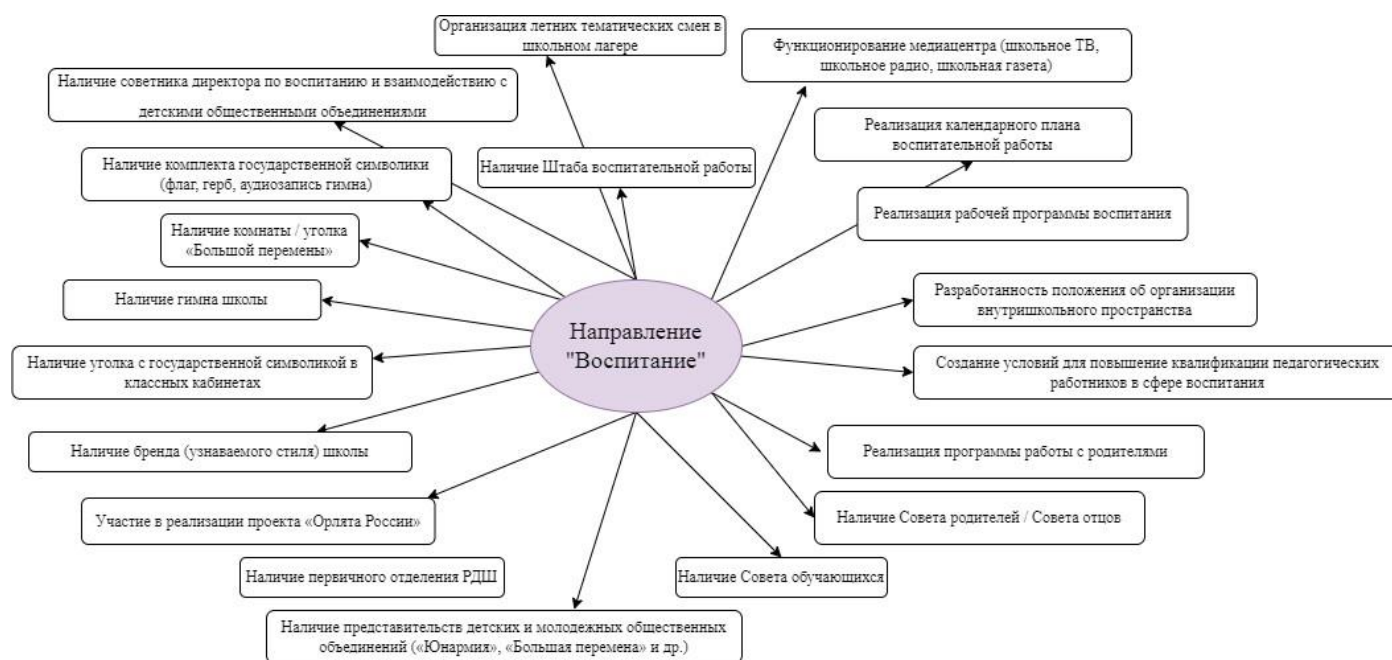 Организация летних тематических смен в
школьном лагере
Функционирование медиацентра (школьное ТВ,
школьное радио, школьная газета)
Наличие советника директора по воспитанию и взаимодействию с
детскими общественными объединениями
Реализация календарного плана
воспитательной работы
Наличие комплекта государственной символики
(флаг, герб, аудиозапись гимна)
Наличие Штаба воспитательной работы
Реализация рабочей программы воспитания
Наличие комнаты / уголка
«Большой перемены»
Наличие гимна школы
Разработанность положения об организации
внутришкольного пространства
Направление
"Воспитание"
Наличие уголка с государственной символикой в
классных кабинетах
Создание условий для повышение квалификации педагогических
работников в сфере воспитания
Наличие бренда (узнаваемого стиля) школы
Реализация программы работы с родителями
Участие в реализации проекта «Орлята России»
Наличие Совета родителей / Совета отцов
Наличие первичного отделения РДШ
Наличие Совета обучающихся
Наличие представительств детских и молодежных общественных
объединений («Юнармия», «Большая перемена» и др.)